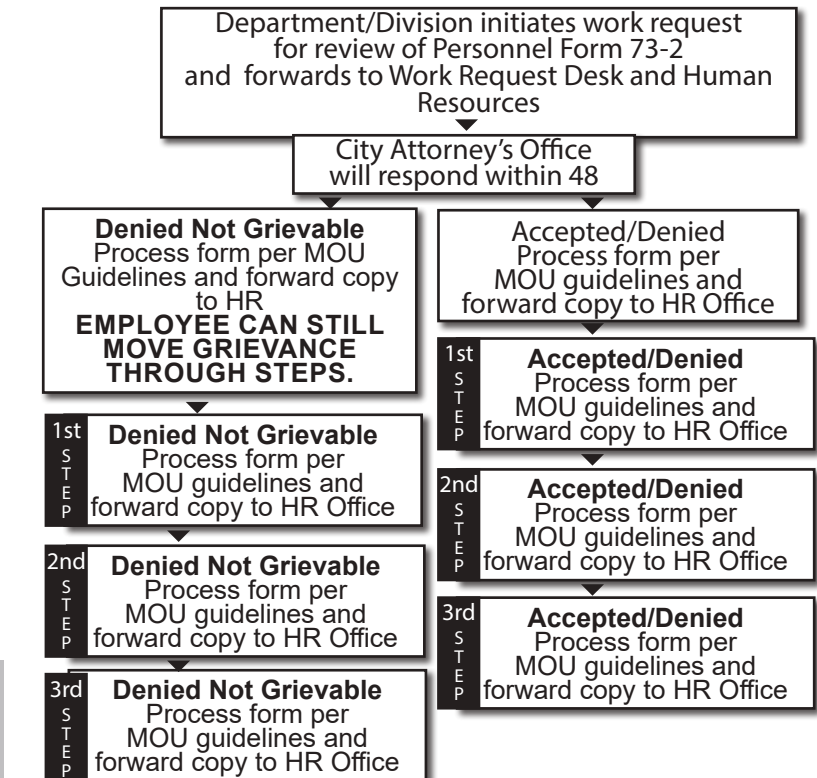 Department/Division initiates work request
for review of Personnel Form 73-2
and forwards to Work Request Desk and Human
Resources
City Attorney's Office
will respond within 48
Denied Not Grievable
Process form per MOU
Guidelines and forward copy
to HR
EMPLOYEE CAN STILL
MOVE GRIEVANCE
THROUGH STEPS.
1st
STEP
Denied Not Grievable
Process form per
MOU guidelines and
forward copy to HR Office
2nd
STEP
Denied Not Grievable
Process form per
MOU guidelines and
forward copy to HR Office
3rd
STEP
Denied Not Grievable
Process form per
MOU guidelines and
forward copy to HR Office
Accepted/Denied
Process form per
MOU guidelines and
forward copy to HR Office
1st
STEP
Accepted/Denied
Process form per
MOU guidelines and
forward copy to HR Office
2nd
STEP
Accepted/Denied
Process form per
MOU guidelines and
forward copy to HR Office
3rd
STEP
Accepted/Denied
Process form per
MOU guidelines and
forward copy to HR Office